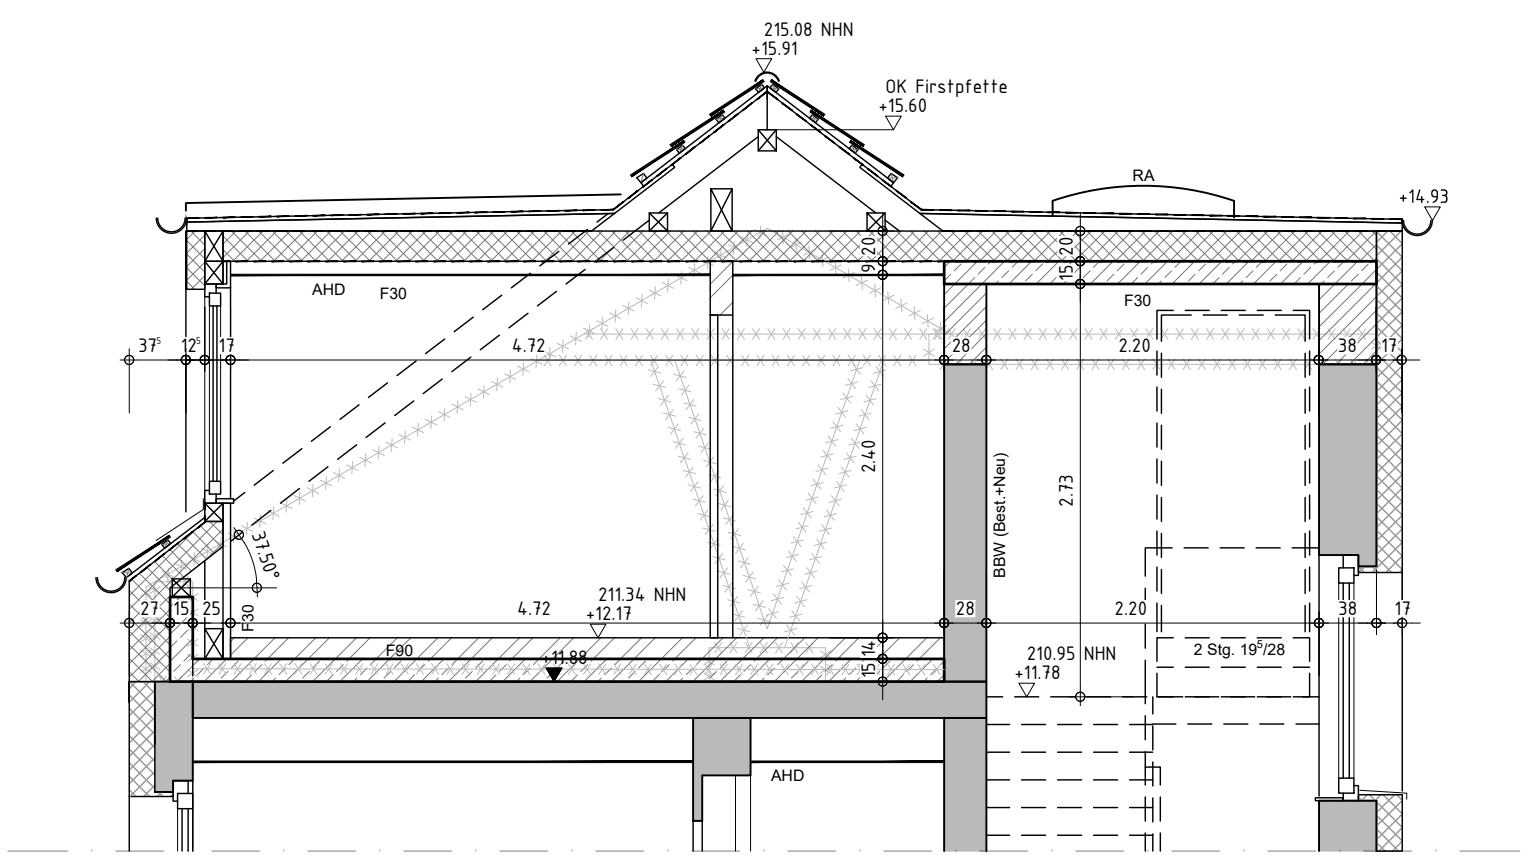 215.08 NHN
+15.91
OK Firstpfette
+15.60
RA
+14.93
20
9
20
15
AHD
F30
F30
37⁵
12⁵
17
4.72
28
2.20
38
17
2.40
2.73
BBW (Best.+Neu)
37.50°
27
15
25
F30
4.72
211.34 NHN
+12.17
28
2.20
38
17
F90
+11.88
14
15
210.95 NHN
+11.78
2 Stg. 19⁵/28
AHD